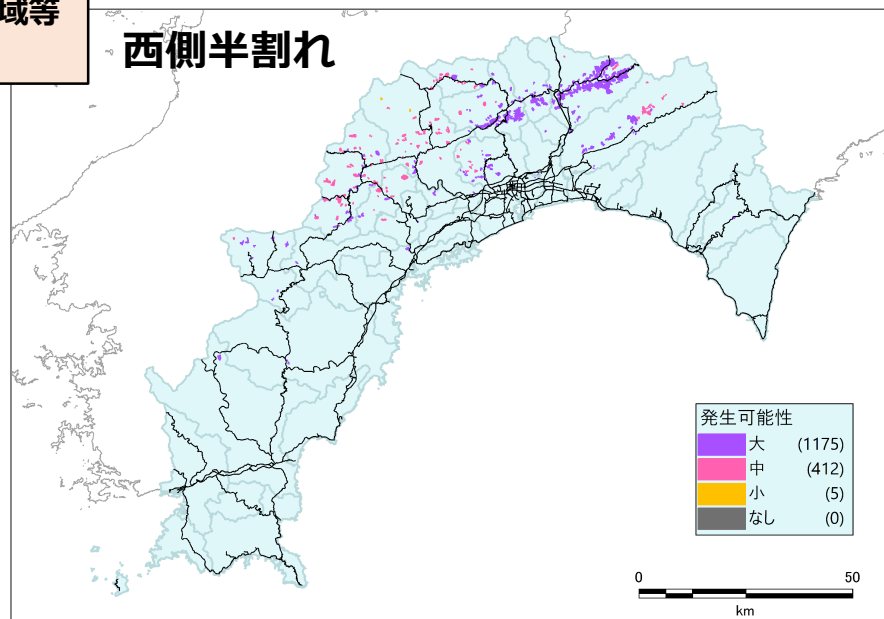 域等
西側半割れ
発生可能性
大 (1175)
中 (412)
小 (5)
なし (0)
0 50
km